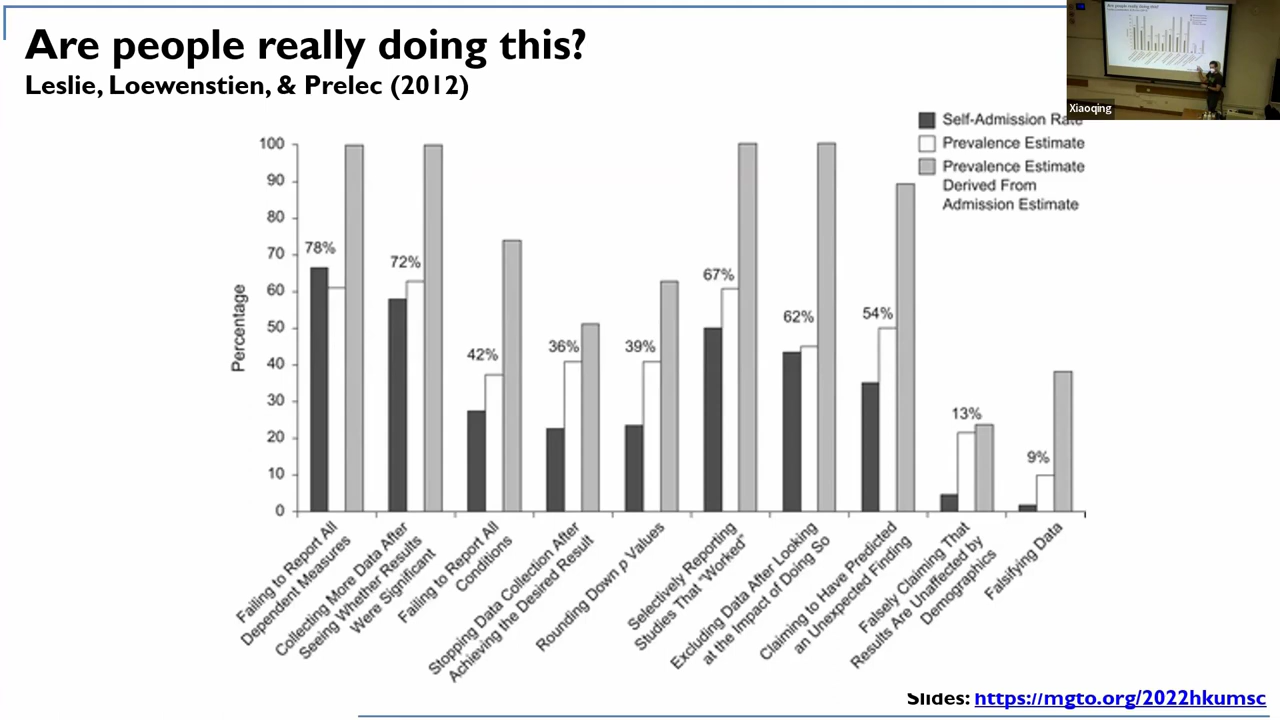 Are people really doing this?
Leslie, Loewenstien, & Prelec (2012)
Xiaoqing
Self-Admission Rate
Prevalence Estimate
Prevalence Estimate
Derived From
Admission Estimate
Percentage
100
90
80
70
60
50
40
30
20
10
0
78%
72%
42%
36%
39%
67%
62%
54%
13%
9%
Failing to Report All
Dependent Measures
Collecting More Data After
Seeing Whether Results
Were Significant
Failing to Report All
Conditions
Stopping Data Collection After
Achieving the Desired Result
Rounding Down p Values
Selectively Reporting
Studies That "Worked"
Excluding Data After Looking
at the Impact of Doing So
Claiming to Have Predicted
an Unexpected Finding
Falsely Claiming That
Results Are Unaffected by
Demographics
Falsifying Data
Slides: https://mgto.org/2022hkumsc